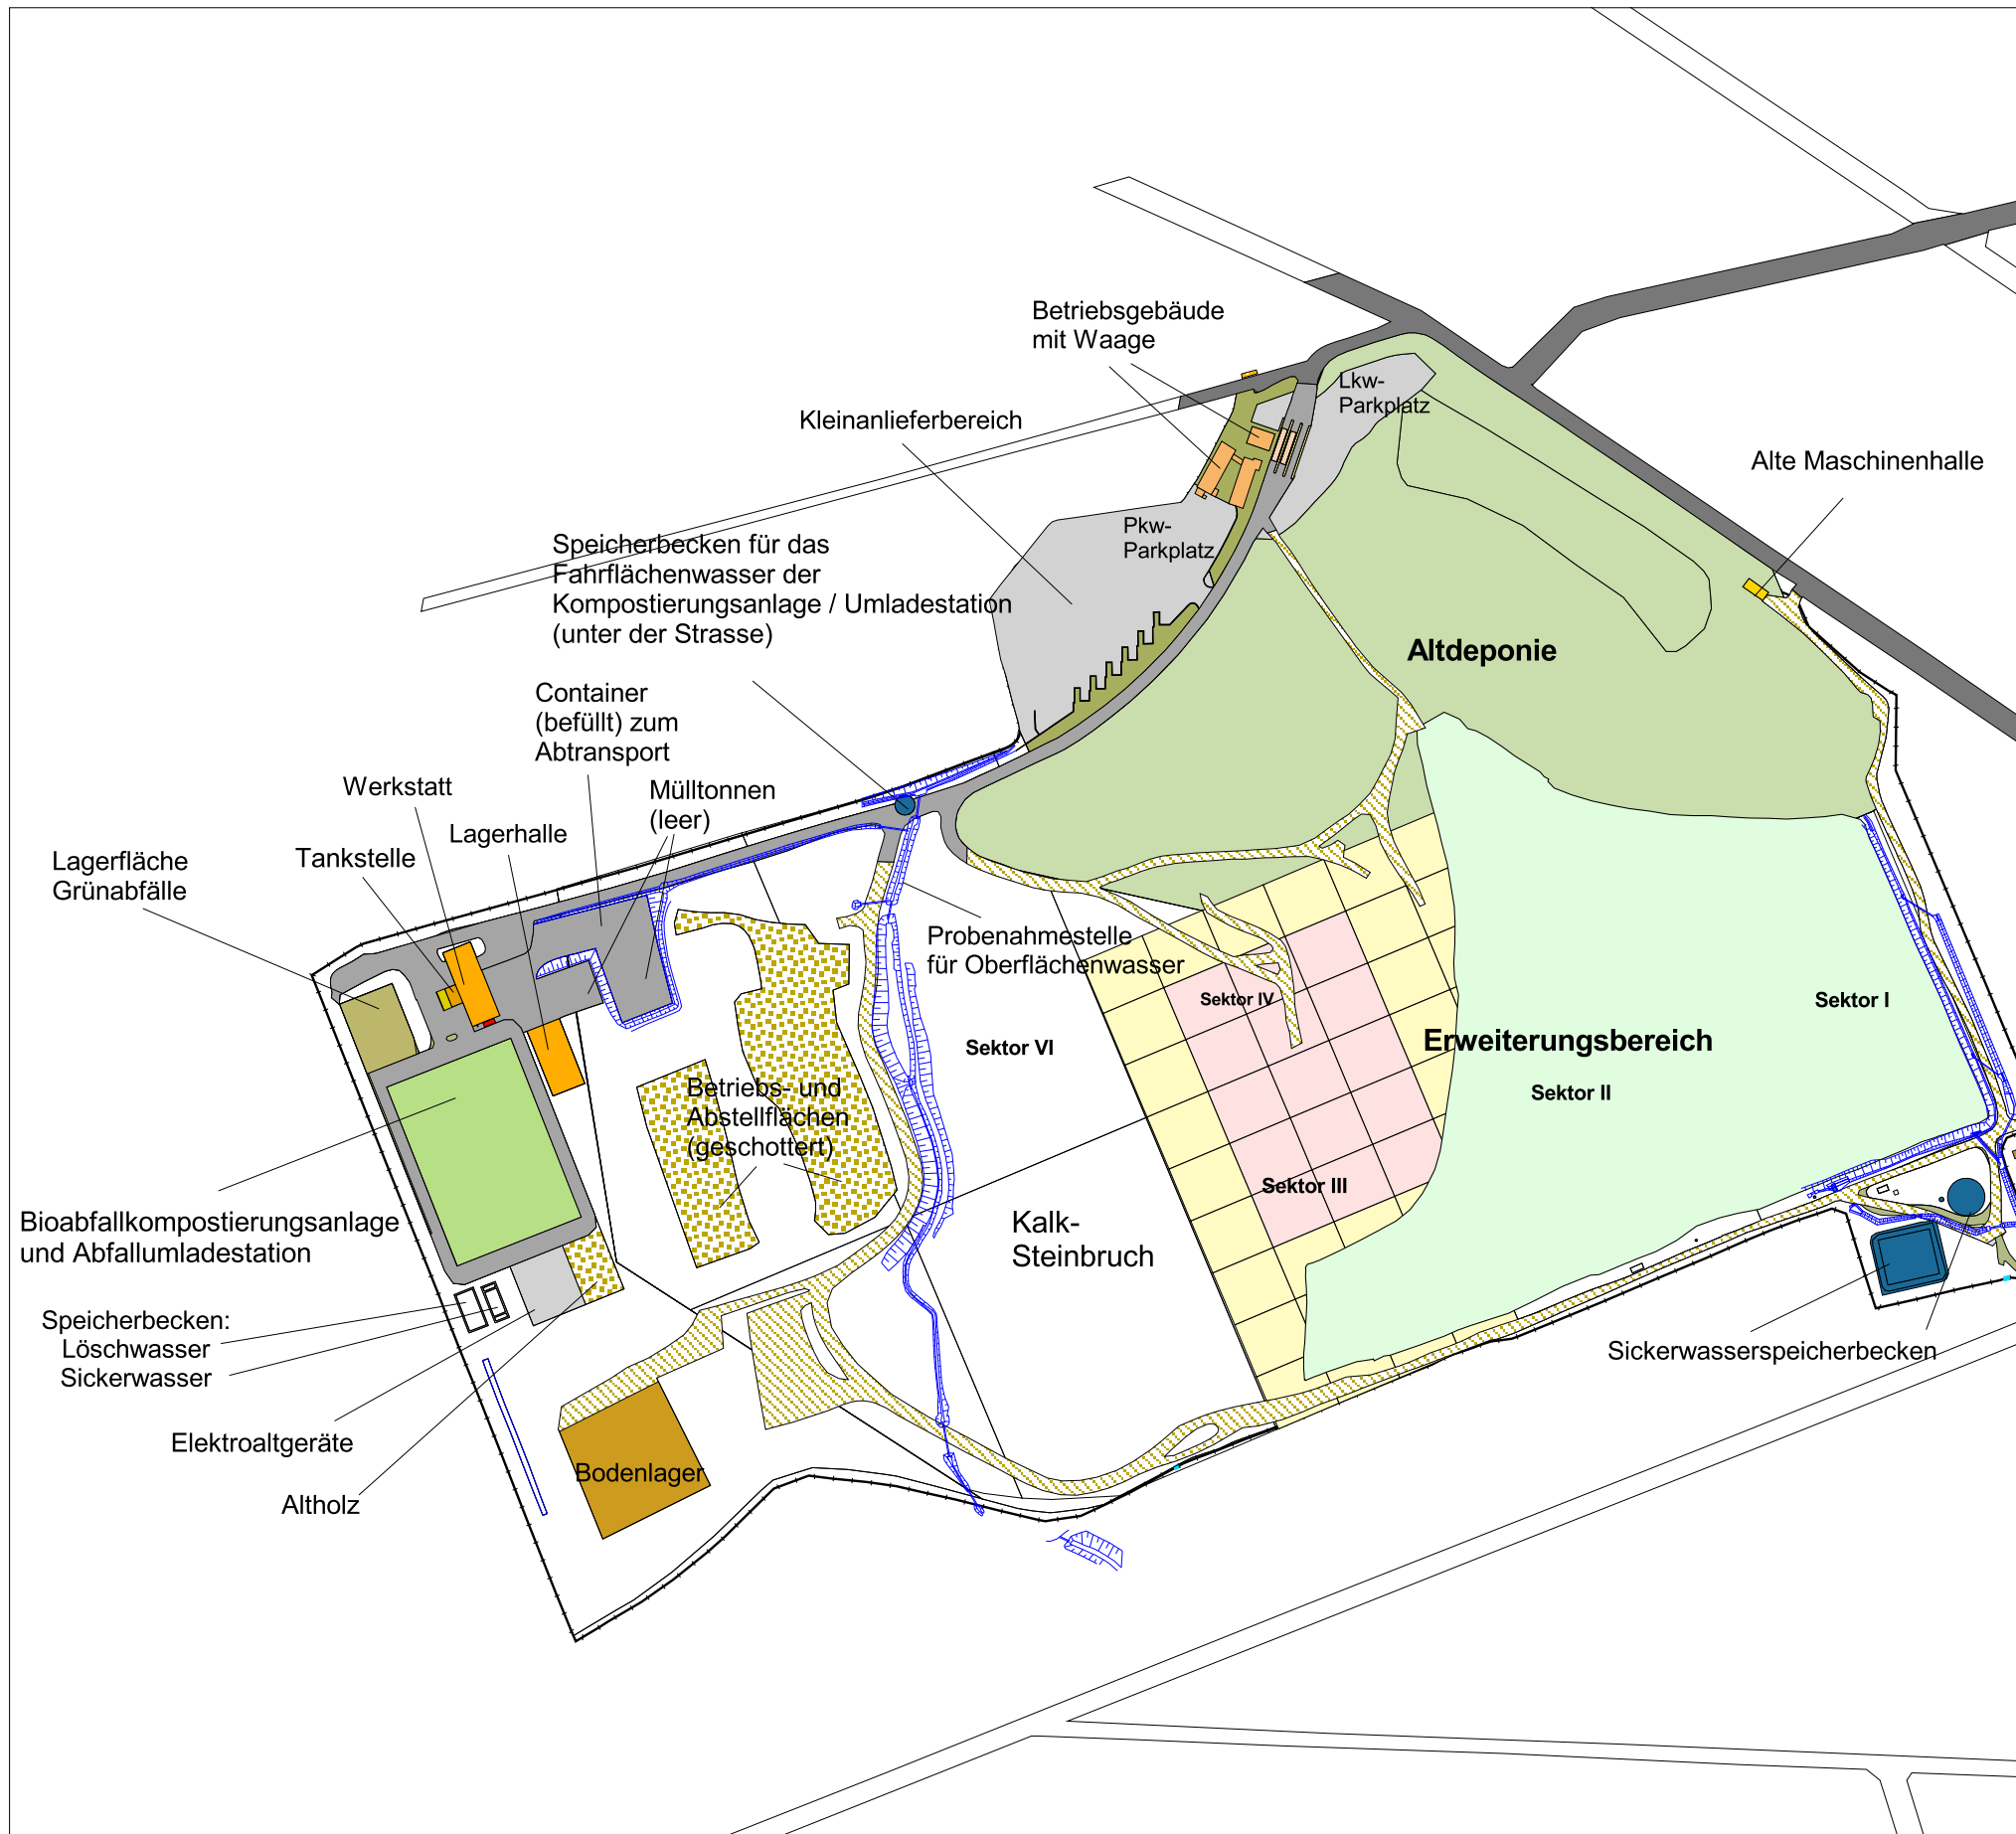 Betriebsgebäude
mit Waage
Lkw-
Parkplatz
Kleinanlieferbereich
Alte Maschinenhalle
Pkw-
Parkplatz
Speicherbecken für das
Fahrflächenwasser der
Kompostierungsanlage / Umladestation
(unter der Strasse)
Altdeponie
Container
(befüllt) zum
Abtransport
Werkstatt
Mülltonnen
(leer)
Lagerhalle
Tankstelle
Lagerfläche
Grünabfälle
Probenahmestelle
für Oberflächenwasser
Sektor IV
Sektor I
Sektor VI
Erweiterungsbereich
Sektor II
Betriebs- und
Abstellflächen
(geschottert)
Sektor III
Kalk-
Steinbruch
Bioabfallkompostierungsanlage
und Abfallumladestation
Speicherbecken:
Löschwasser
Sickerwasser
Sickerwasserspeicherbecken
Elektroaltgeräte
Bodenlager
Altholz